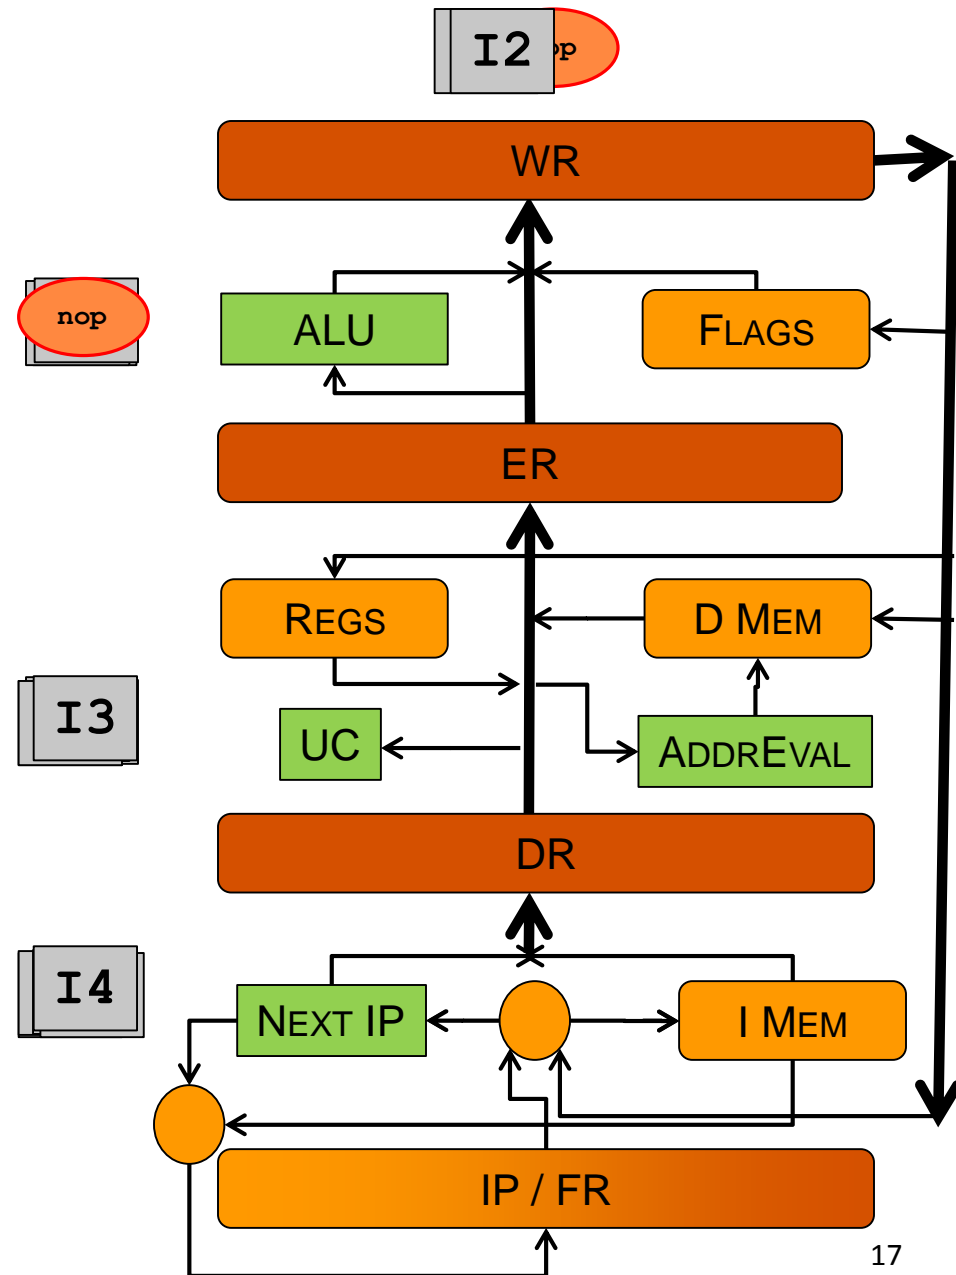 I2 op
WR
nop
ALU
FLAGS
ER
REGS
D MEM
I3
UC
ADDREVAL
DR
I4
NEXT IP
I MEM
IP / FR
17